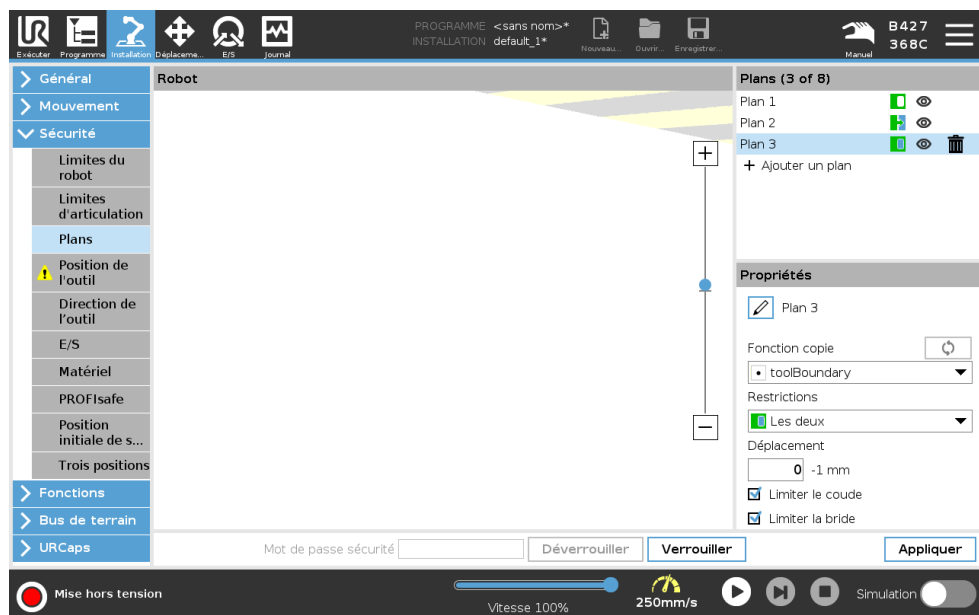 PROGRAMME <sans nom>*
INSTALLATION default_1*
Exécuter Programme Installation Déplaceme... E/S Journal
Nouveau... Ouvrir... Enregistrer...
Manuel
B427
368C
Général
Mouvement
Sécurité
Limites du
robot
Limites
d'articulation
Plans
Position de
l'outil
Direction de
l’outil
E/S
Matériel
PROFIsafe
Position
initiale de s...
Trois positions
Fonctions
Bus de terrain
URCaps
Robot
+
−
Mot de passe sécurité
Déverrouiller
Verrouiller
Plans (3 of 8)
Plan 1
Plan 2
Plan 3
+ Ajouter un plan
Propriétés
Plan 3
Fonction copie
toolBoundary
Restrictions
Les deux
Déplacement
0 -1 mm
Limiter le coude
Limiter la bride
Appliquer
Mise hors tension
Vitesse 100%
250mm/s
Simulation